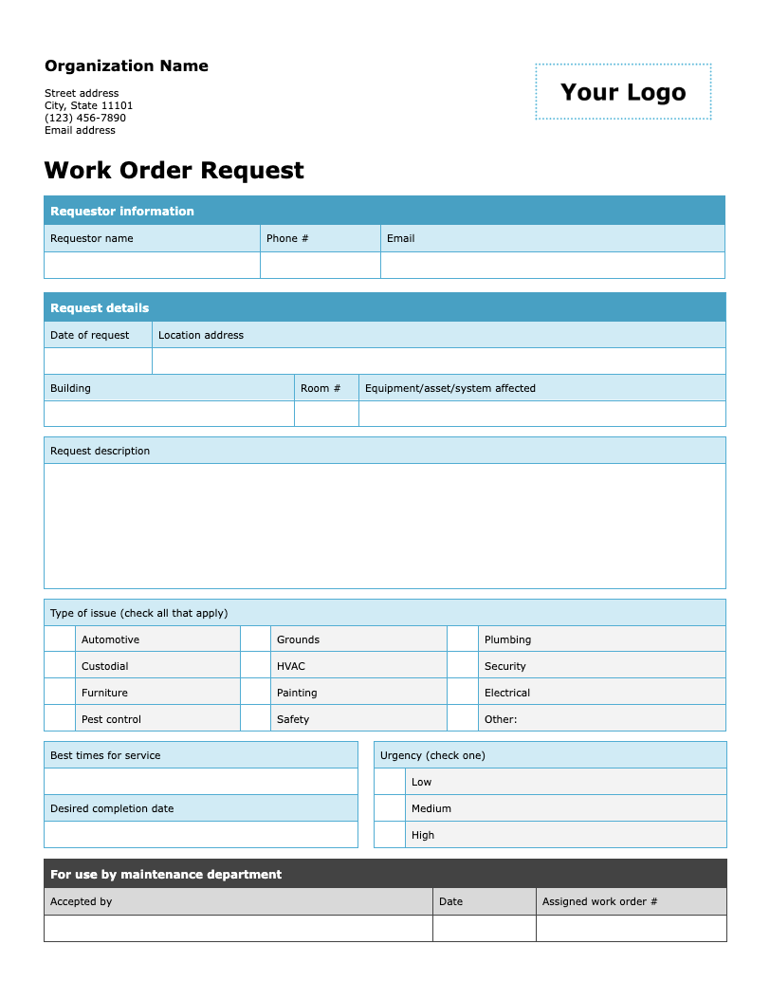 Organization Name
Your Logo
Street address
City, State 11101
(123) 456-7890
Email address
Work Order Request
Requestor information
Requestor name Phone # Email
Request details
Date of request Location address
Building Room # Equipment/asset/system affected
Request description
Type of issue (check all that apply)
Automotive Grounds Plumbing
Custodial HVAC Security
Furniture Painting Electrical
Pest control Safety Other:
Best times for service
Desired completion date
Urgency (check one)
Low
Medium
High
For use by maintenance department
Accepted by Date Assigned work order #